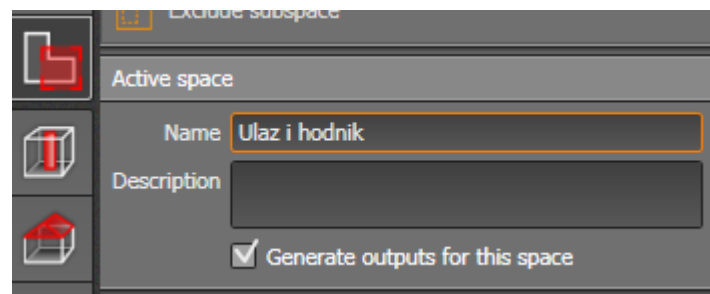 Exclude subspace
Active space
Name Ulaz i hodnik
Description
Generate outputs for this space